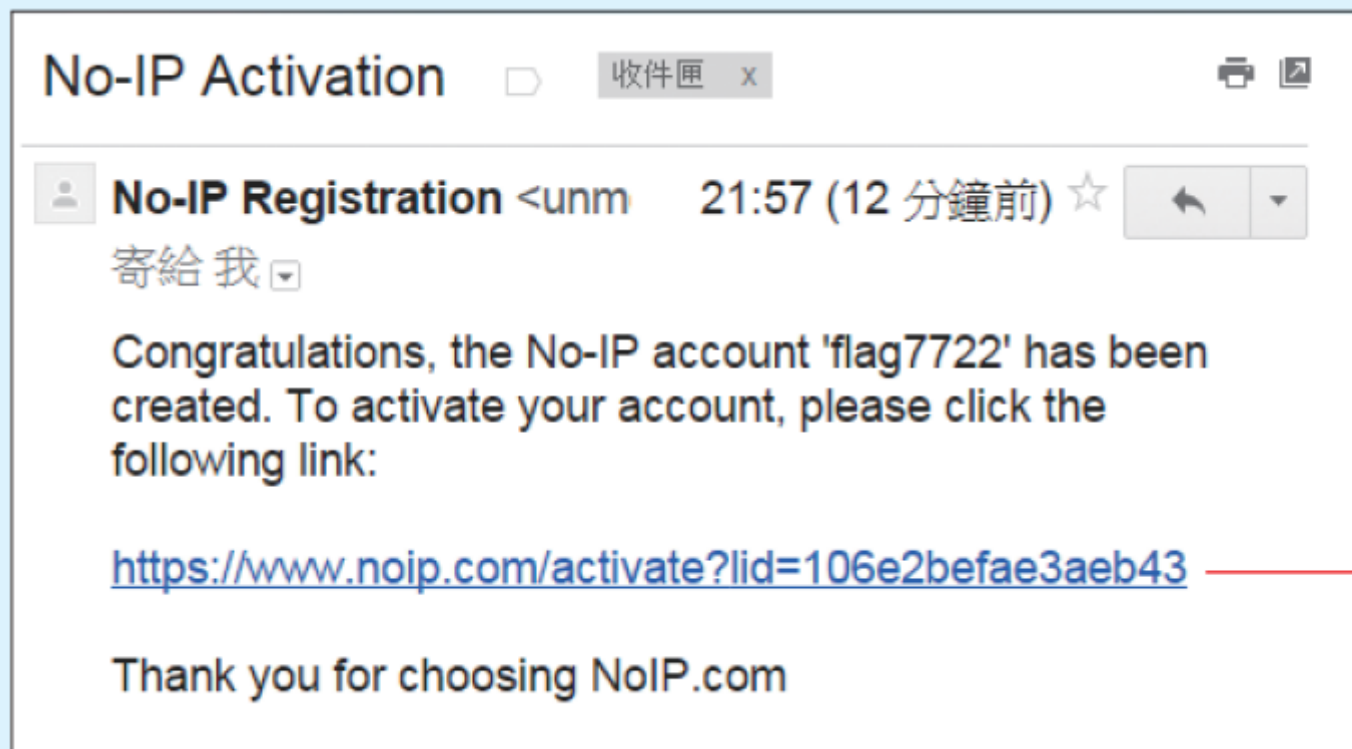 No-IP Activation 收件匣 x
No-IP Registration <unm 21:57 (12 分鐘前)
寄給 我
Congratulations, the No-IP account 'flag7722' has been
created. To activate your account, please click the
following link:
https://www.noip.com/activate?lid=106e2befae3aeb43
Thank you for choosing NoIP.com